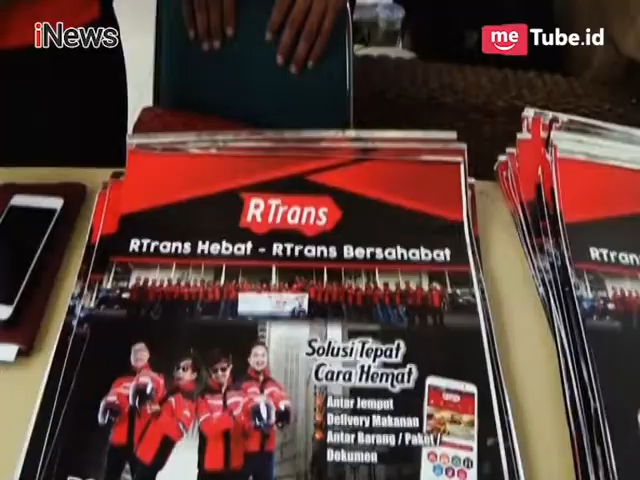 iNews
me Tube.id
RTrans
RTrans Hebat - RTrans Bersahabat
RTrans
Solusi Tepat
Cara Hemat
Antar Jemput
Delivery Makanan
Antar Barang / Paket /
Dokumen